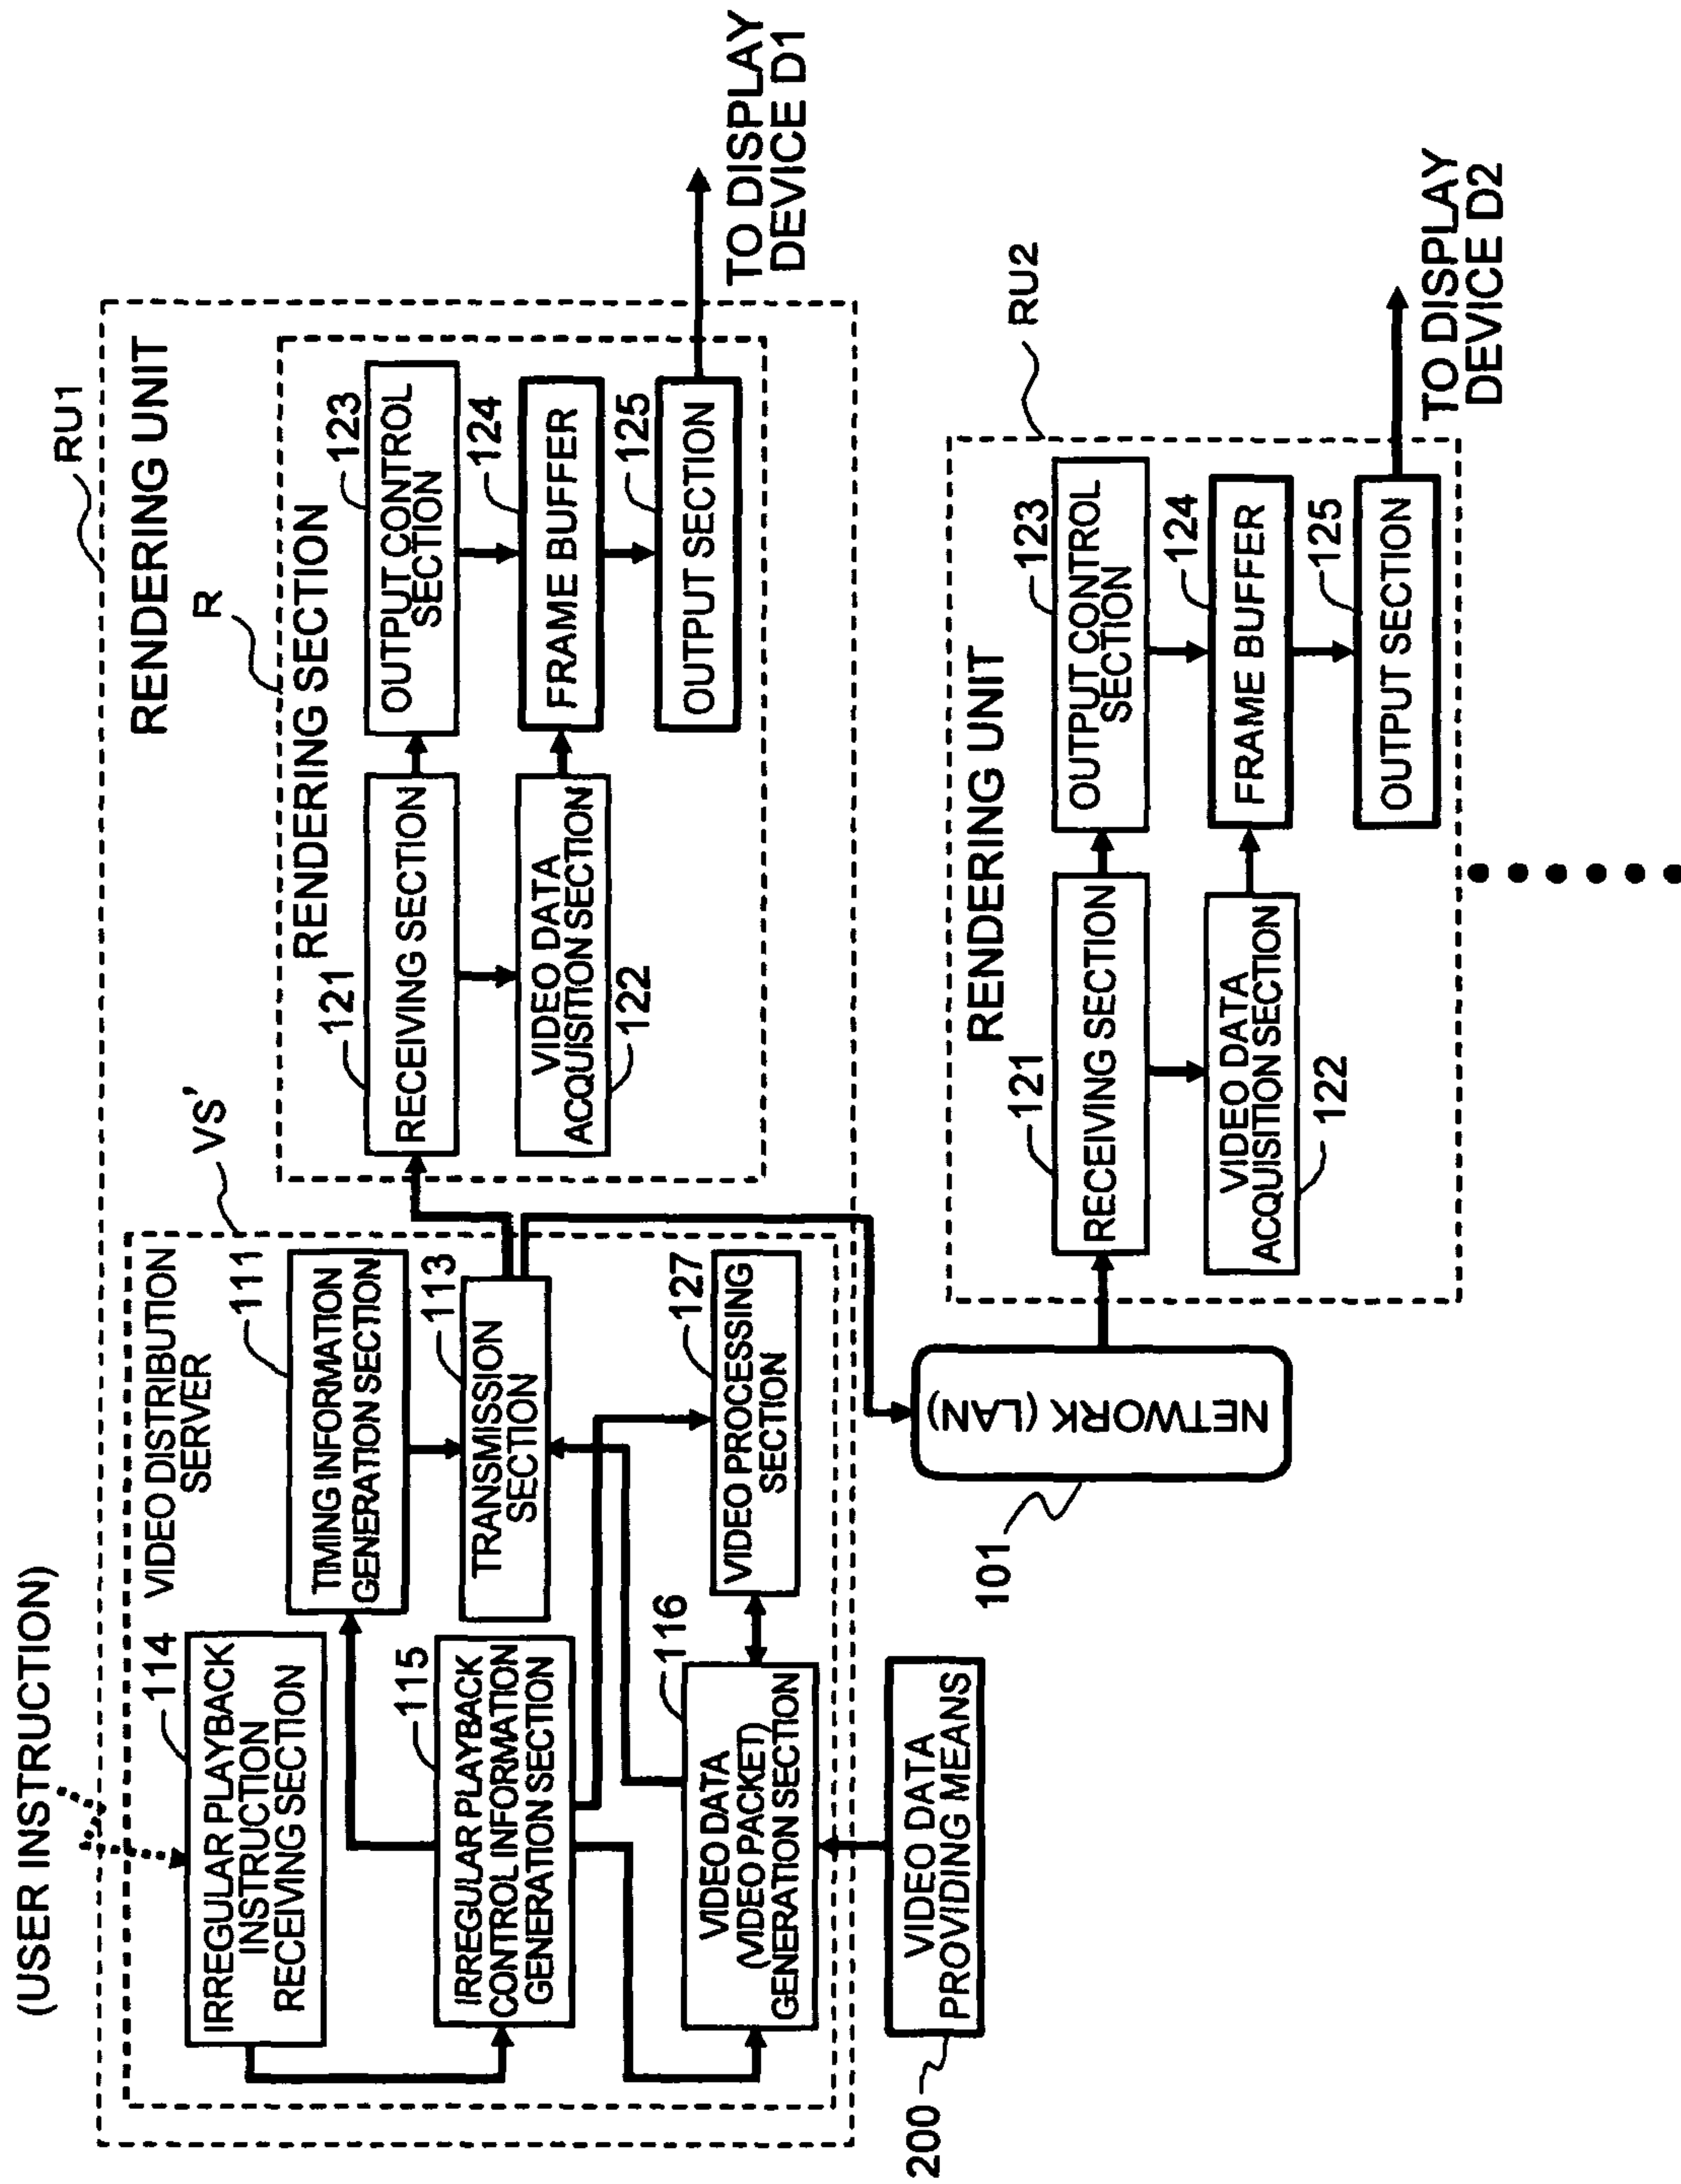 (USER INSTRUCTION)
RU1
RENDERING UNIT
VS'
VIDEO DISTRIBUTION
SERVER
114
IRREGULAR PLAYBACK
INSTRUCTION
RECEIVING SECTION
111
TIMING INFORMATION
GENERATION SECTION
115
IRREGULAR PLAYBACK
CONTROL INFORMATION
GENERATION SECTION
113
TRANSMISSION
SECTION
116
VIDEO DATA
(VIDEO PACKET)
GENERATION SECTION
127
VIDEO PROCESSING
SECTION
R
RENDERING SECTION
121
RECEIVING SECTION
123
OUTPUT CONTROL
SECTION
VIDEO DATA
ACQUISITION SECTION
122
124
FRAME BUFFER
125
OUTPUT SECTION
TO DISPLAY
DEVICE D1
200
VIDEO DATA
PROVIDING MEANS
101
NETWORK (LAN)
RU2
RENDERING UNIT
121
RECEIVING SECTION
123
OUTPUT CONTROL
SECTION
VIDEO DATA
ACQUISITION SECTION
122
124
FRAME BUFFER
125
OUTPUT SECTION
TO DISPLAY
DEVICE D2